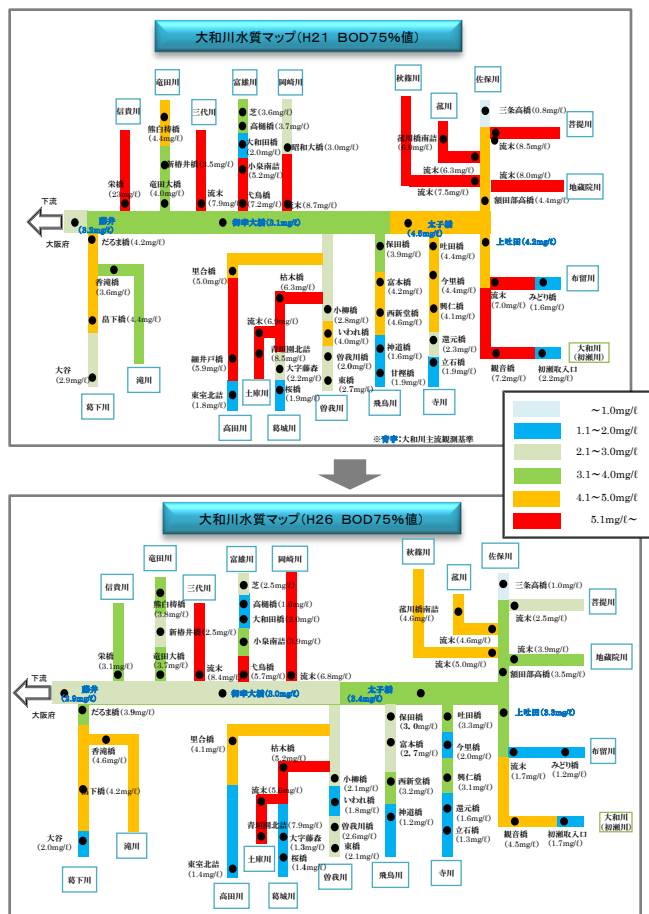 大和川水質マップ(H21 BOD75%値)
竜田川
富雄川
岡崎川
秋篠川
佐保川
信貴川
三代川
菰川
菩提川
芝(3.6mg/ℓ)
高樋橋(3.7mg/ℓ)
三条高橋(0.8mg/ℓ)
熊白梼橋
(4.4mg/ℓ)
大和田橋
(2.0mg/ℓ)
昭和大橋(3.0mg/ℓ)
菰川橋南詰
(6.0mg/ℓ)
流末
(8.5mg/ℓ)
新椿井橋(3.5mg/ℓ)
小泉南詰
(5.2mg/ℓ)
流末
(6.3mg/ℓ)
流末
(8.0mg/ℓ)
地蔵院川
栄橋
(23mg/ℓ)
竜田大橋
(4.0mg/ℓ)
流末
(7.9mg/ℓ)
弋鳥橋
(7.2mg/ℓ)
流末(8.7mg/ℓ)
流末
(7.5mg/ℓ)
額田部高橋(4.4mg/ℓ)
下流
大阪府
藤井
(3.2mg/ℓ)
御幸大橋(3.1mg/ℓ)
太子橋
(4.5mg/ℓ)
上吐田(4.2mg/ℓ)
だるま橋(4.2mg/ℓ)
保田橋
(3.9mg/ℓ)
吐田橋
(4.4mg/ℓ)
香滝橋
(3.6mg/ℓ)
里合橋
(5.0mg/ℓ)
枯木橋
(6.3mg/ℓ)
富本橋
(4.2mg/ℓ)
今里橋
(4.4mg/ℓ)
流末
(7.0mg/ℓ)
みどり橋
(1.6mg/ℓ)
布留川
畠下橋(4.4mg/ℓ)
流末(6.9mg/ℓ)
小柳橋
(2.8mg/ℓ)
いわれ橋
(4.0mg/ℓ)
西新堂橋
(4.6mg/ℓ)
興仁橋
(4.1mg/ℓ)
青垣園北詰
(8.5mg/ℓ)
曽我川橋
(2.0mg/ℓ)
神道橋
(1.6mg/ℓ)
還元橋
(2.3mg/ℓ)
大和川
(初瀬川)
大谷
(2.9mg/ℓ)
細井戸橋
(5.9mg/ℓ)
大字藤森
(2.2mg/ℓ)
東橋
(2.7mg/ℓ)
甘樫橋
(1.9mg/ℓ)
立石橋
(1.9mg/ℓ)
観音橋
(7.2mg/ℓ)
初瀬取入口
(2.2mg/ℓ)
東室北詰
(1.8mg/ℓ)
桜橋
(1.9mg/ℓ)
葛下川
滝川
高田川
土庫川
葛城川
曽我川
飛鳥川
寺川
※青字:大和川主流観測基準
～1.0mg/ℓ
1.1～2.0mg/ℓ
2.1～3.0mg/ℓ
3.1～4.0mg/ℓ
4.1～5.0mg/ℓ
5.1mg/ℓ～
大和川水質マップ(H26 BOD75%値)
竜田川
富雄川
岡崎川
秋篠川
佐保川
信貴川
三代川
菰川
菩提川
芝(2.5mg/ℓ)
三条高橋(1.0mg/ℓ)
熊白梼橋
(3.8mg/ℓ)
高樋橋(1.6mg/ℓ)
大和田橋(2.0mg/ℓ)
菰川橋南詰
(4.6mg/ℓ)
流末
(2.5mg/ℓ)
新椿井橋(2.5mg/ℓ)
小泉南詰(3.9mg/ℓ)
流末
(4.6mg/ℓ)
流末(3.9mg/ℓ)
地蔵院川
栄橋
(3.1mg/ℓ)
竜田大橋
(3.7mg/ℓ)
流末
(8.4mg/ℓ)
弋鳥橋
(5.7mg/ℓ)
流末(6.8mg/ℓ)
流末
(5.0mg/ℓ)
額田部高橋(3.5mg/ℓ)
下流
大阪府
藤井
(2.9mg/ℓ)
御幸大橋(3.0mg/ℓ)
太子橋
(3.4mg/ℓ)
上吐田(3.3mg/ℓ)
だるま橋(3.9mg/ℓ)
保田橋
(3.0mg/ℓ)
吐田橋
(3.3mg/ℓ)
香滝橋
(4.6mg/ℓ)
里合橋
(4.1mg/ℓ)
枯木橋
(5.2mg/ℓ)
富本橋
(2.7mg/ℓ)
今里橋
(2.0mg/ℓ)
流末
(1.7mg/ℓ)
みどり橋
(1.2mg/ℓ)
布留川
畠下橋(4.2mg/ℓ)
小柳橋
(2.1mg/ℓ)
いわれ橋
(1.8mg/ℓ)
西新堂橋
(3.2mg/ℓ)
興仁橋
(3.1mg/ℓ)
青垣園北詰(7.9mg/ℓ)
曽我川橋
(2.6mg/ℓ)
神道橋
(1.2mg/ℓ)
還元橋
(1.6mg/ℓ)
大和川
(初瀬川)
大谷
(2.0mg/ℓ)
大字藤森
(1.3mg/ℓ)
東橋
(2.1mg/ℓ)
立石橋
(1.3mg/ℓ)
観音橋
(4.5mg/ℓ)
初瀬取入口
(1.7mg/ℓ)
東室北詰
(1.4mg/ℓ)
桜橋
(1.4mg/ℓ)
葛下川
滝川
高田川
土庫川
葛城川
曽我川
飛鳥川
寺川